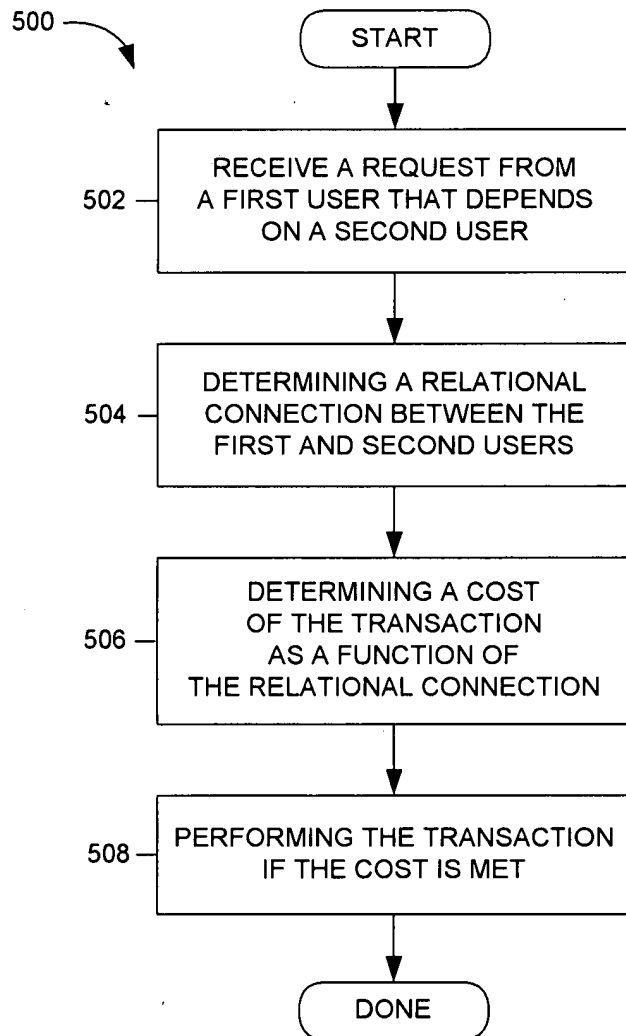 500
START
502
RECEIVE A REQUEST FROM
A FIRST USER THAT DEPENDS
ON A SECOND USER
504
DETERMINING A RELATIONAL
CONNECTION BETWEEN THE
FIRST AND SECOND USERS
506
DETERMINING A COST
OF THE TRANSACTION
AS A FUNCTION OF
THE RELATIONAL CONNECTION
508
PERFORMING THE TRANSACTION
IF THE COST IS MET
DONE